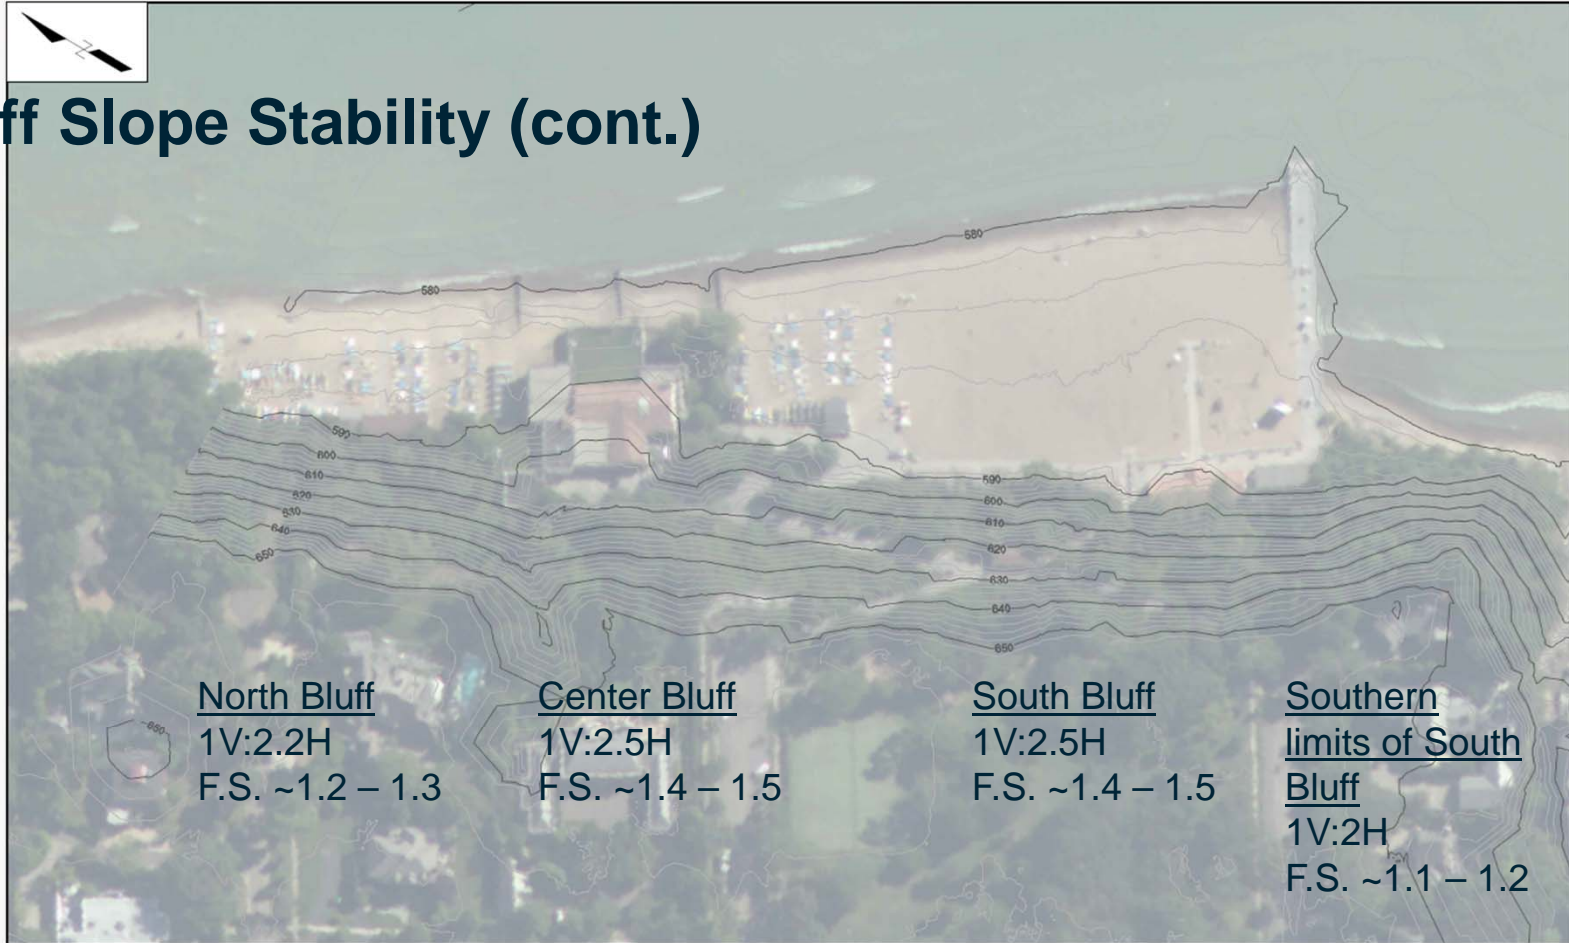 ff Slope Stability (cont.)
580
580
590
600
610
620
630
640
650
590
600
610
620
630
640
650
650
North Bluff
1V:2.2H
F.S. ~1.2 – 1.3
Center Bluff
1V:2.5H
F.S. ~1.4 – 1.5
South Bluff
1V:2.5H
F.S. ~1.4 – 1.5
Southern
limits of South
Bluff
1V:2H
F.S. ~1.1 – 1.2